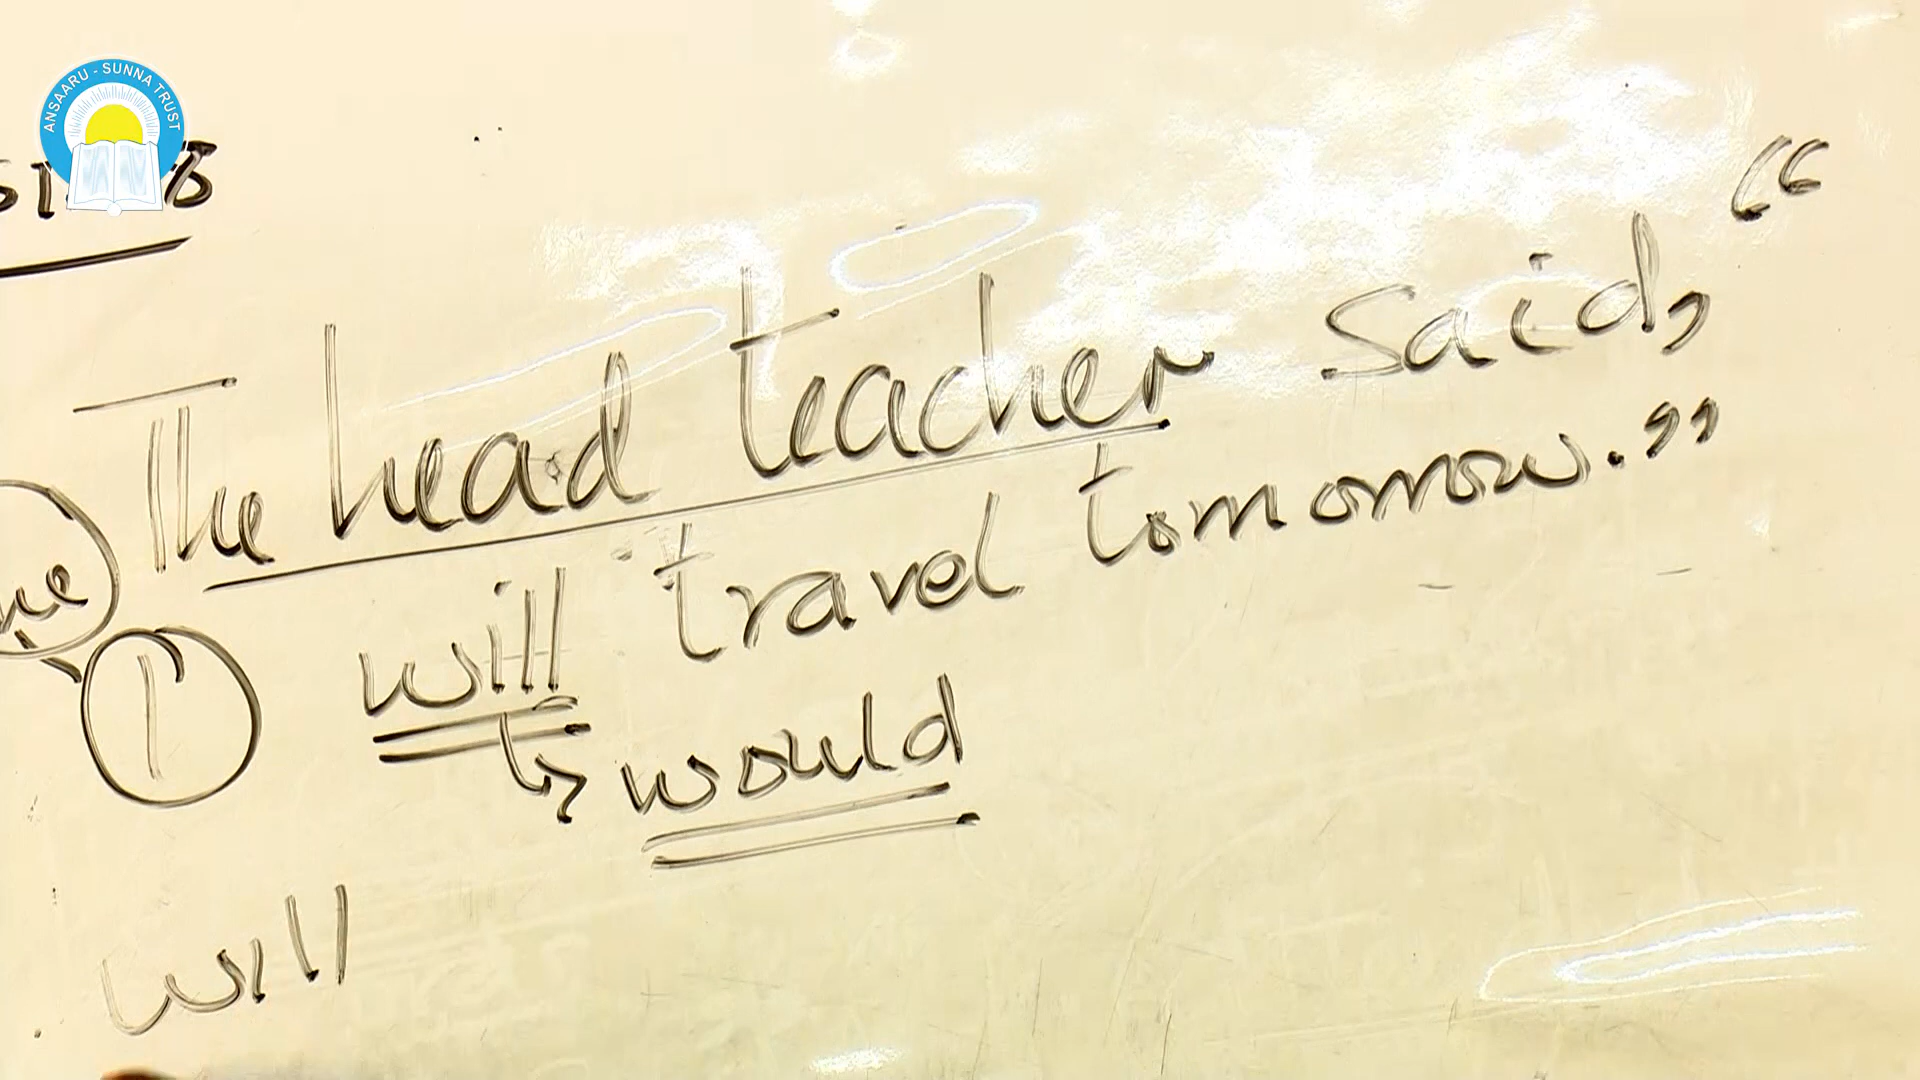 ANSAARU - SUNNA TRUST
The head teacher said, “
I will travel tomorrow.”
would
will